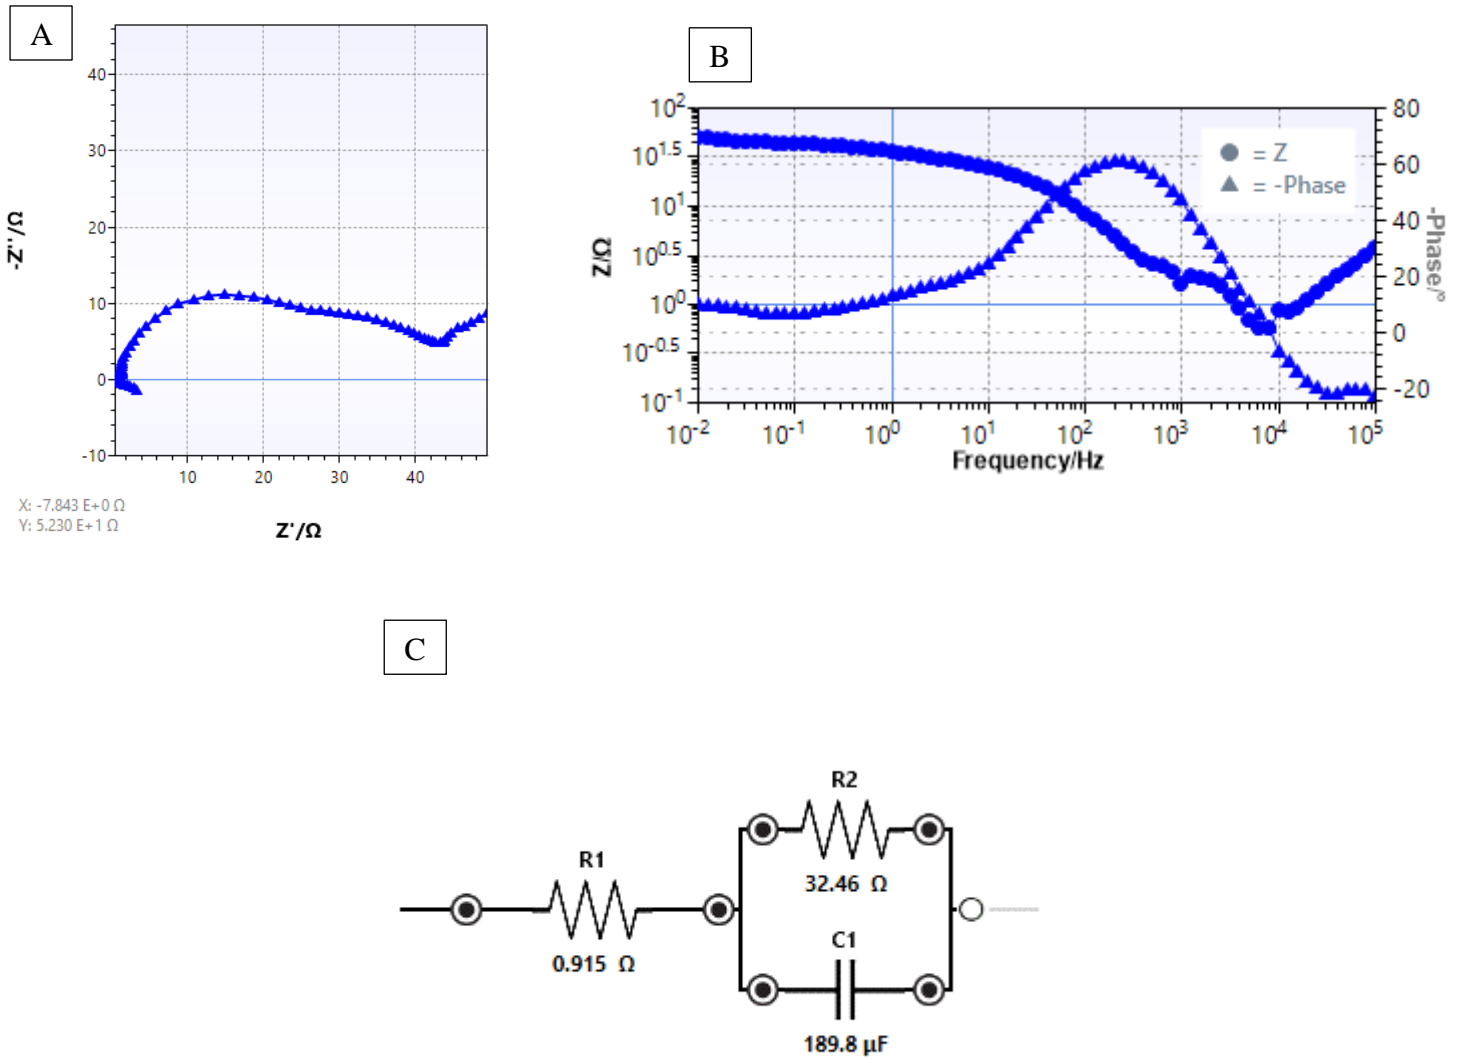 A
40
30
20
10
0
-10
10 20 30 40
-Z''/Ω
Z'/Ω
X: -7.843 E+0 Ω
Y: 5.230 E+1 Ω
B
10^2
10^1.5
10^1
10^0.5
10^0
10^-0.5
10^-1
Z/Ω
= Z
= -Phase
80
60
40
20
0
-20
-Phase/°
10^-2 10^-1 10^0 10^1 10^2 10^3 10^4 10^5
Frequency/Hz
C
R2
32.46 Ω
R1
0.915 Ω
C1
189.8 µF